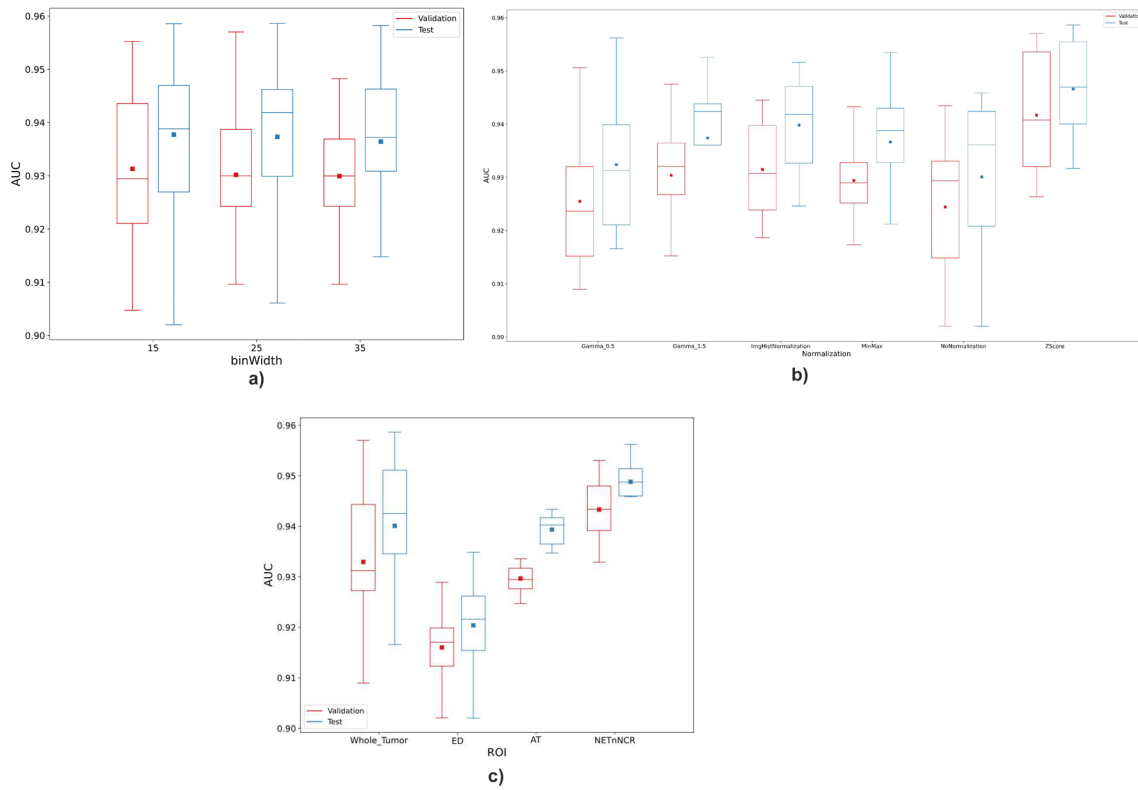 0.96
0.95
0.94
0.93
0.92
0.91
0.90
AUC
Validation
Test
15
25
35
binWidth
a)
0.96
0.95
0.94
0.93
0.92
0.91
0.90
AUC
Validation
Test
Gamma_0.5
Gamma_1.5
ImgHistNormalization
MinMax
NoNormalization
ZScore
Normalization
b)
0.96
0.95
0.94
0.93
0.92
0.91
0.90
AUC
Validation
Test
Whole_Tumor
ED
AT
NETnNCR
ROI
c)